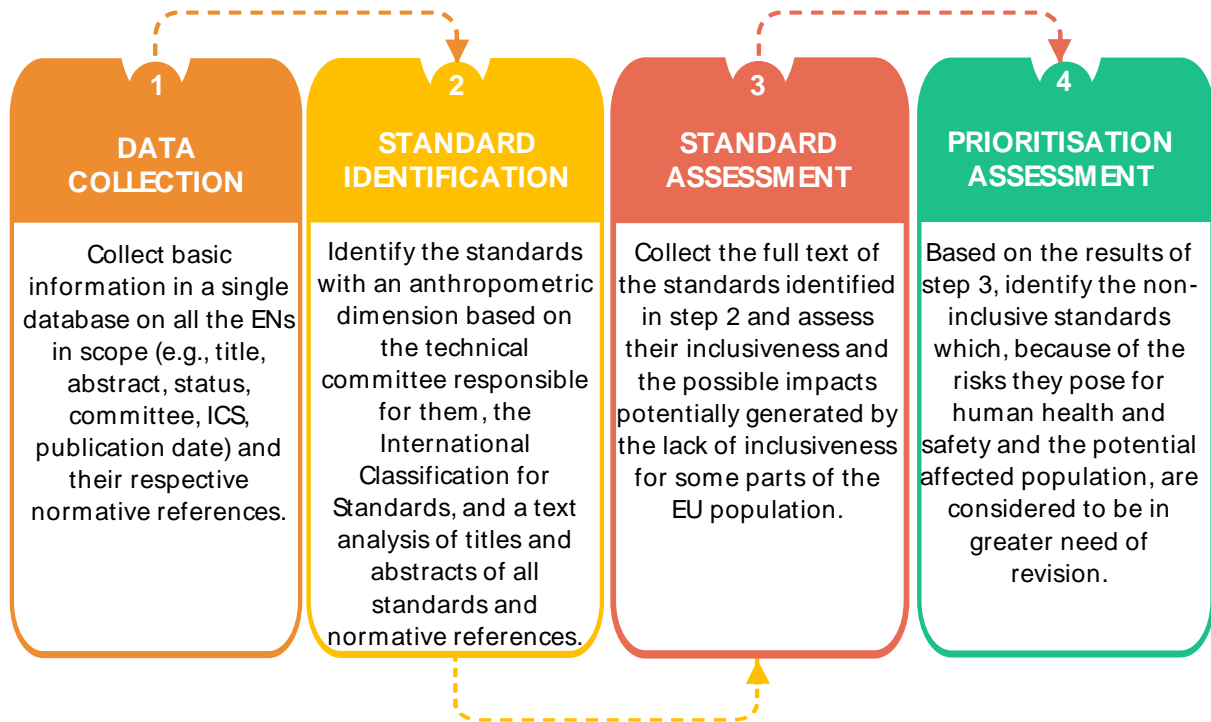 1
DATA
COLLECTION
Collect basic
information in a single
database on all the ENs
in scope (e.g., title,
abstract, status,
committee, ICS,
publication date) and
their respective
normative references.
2
STANDARD
IDENTIFICATION
Identify the standards
with an anthropometric
dimension based on
the technical
committee responsible
for them, the
International
Classification for
Standards, and a text
analysis of titles and
abstracts of all
standards and
normative references.
3
STANDARD
ASSESSMENT
Collect the full text of
the standards identified
in step 2 and assess
their inclusiveness and
the possible impacts
potentially generated by
the lack of inclusiveness
for some parts of the
EU population.
4
PRIORITISATION
ASSESSMENT
Based on the results of
step 3, identify the non-
inclusive standards
which, because of the
risks they pose for
human health and
safety and the potential
affected population, are
considered to be in
greater need of
revision.